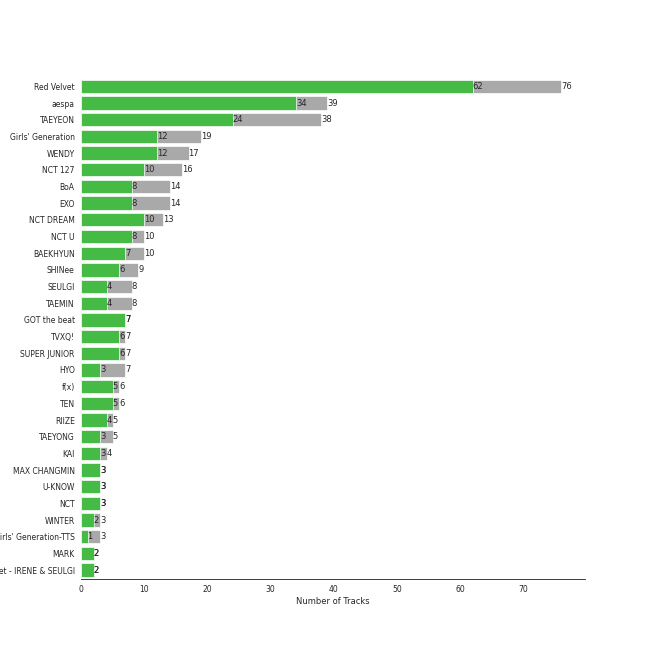 Red Velvet 62 76
aespa 34 39
TAEYEON 24 38
Girls' Generation 12 19
WENDY 12 17
NCT 127 10 16
BoA 8 14
EXO 8 14
NCT DREAM 10 13
NCT U 8 10
BAEKHYUN 7 10
SHINee 6 9
SEULGI 4 8
TAEMIN 4 8
GOT the beat 7
TVXQ! 6 7
SUPER JUNIOR 6 7
HYO 3 7
f(x) 5 6
TEN 5 6
RIIZE 4 5
TAEYONG 3 5
KAI 3 4
MAX CHANGMIN 3
U-KNOW 3
NCT 3
WINTER 2 3
irls' Generation-TTS 1 3
MARK 2
et - IRENE & SEULGI 2
0 10 20 30 40 50 60 70
Number of Tracks